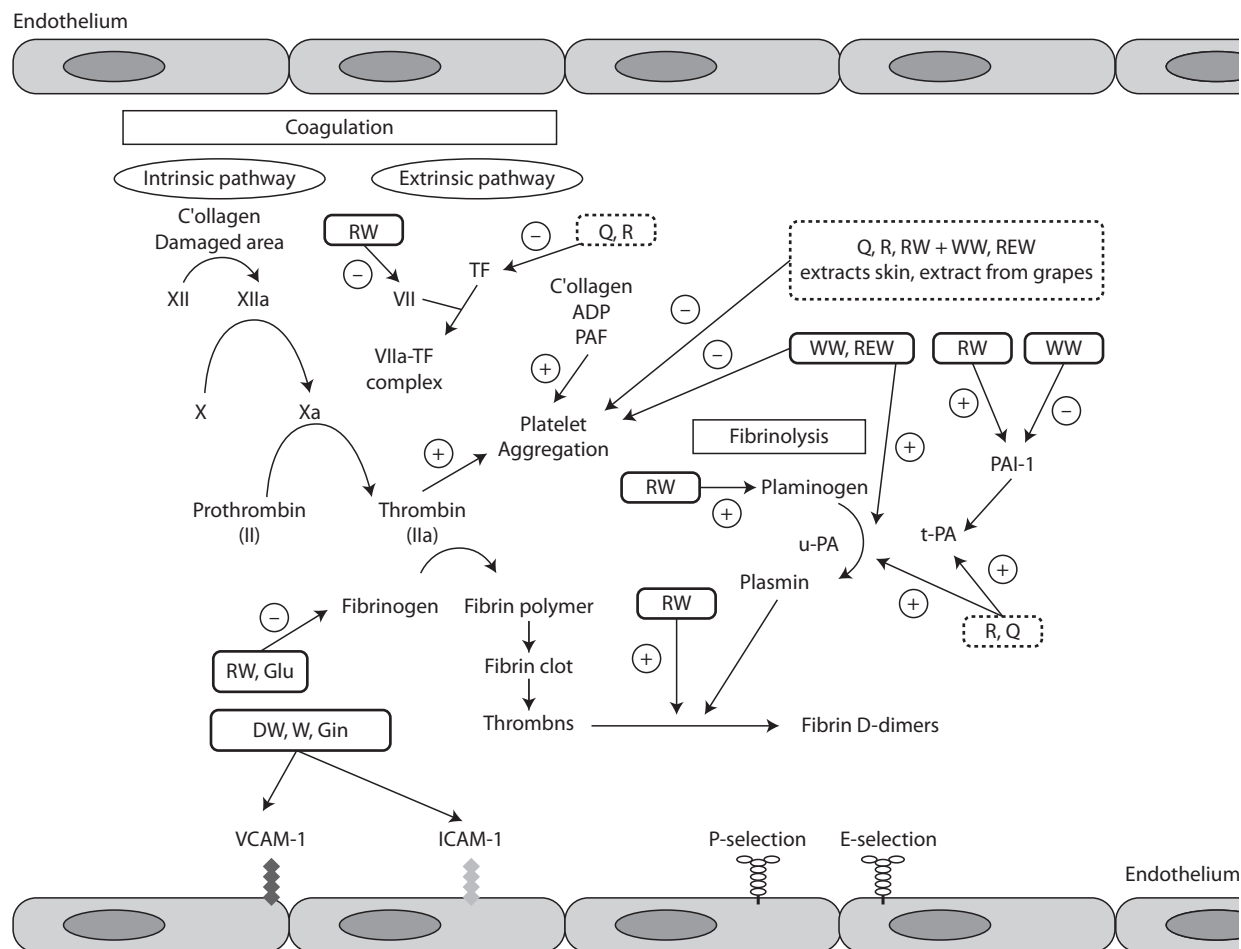 Endothelium
Coagulation
Intrinsic pathway
Extrinsic pathway
C'ollagen
Damaged area
RW
−
−
Q, R
Q, R, RW + WW, REW
extracts skin, extract from grapes
XII
XIIa
VII
TF
C'ollagen
ADP
PAF
−
−
WW, REW
RW
WW
VIIa-TF
complex
+
+
−
X
Xa
Platelet
Aggregation
Fibrinolysis
+
+
PAI-1
RW
+
Plaminogen
Prothrombin
(II)
Thrombin
(IIa)
u-PA
t-PA
+
+
Plasmin
Fibrinogen
Fibrin polymer
RW
−
+
R, Q
RW, Glu
Fibrin clot
DW, W, Gin
Thrombns
Fibrin D-dimers
VCAM-1
ICAM-1
P-selection
E-selection
Endothelium